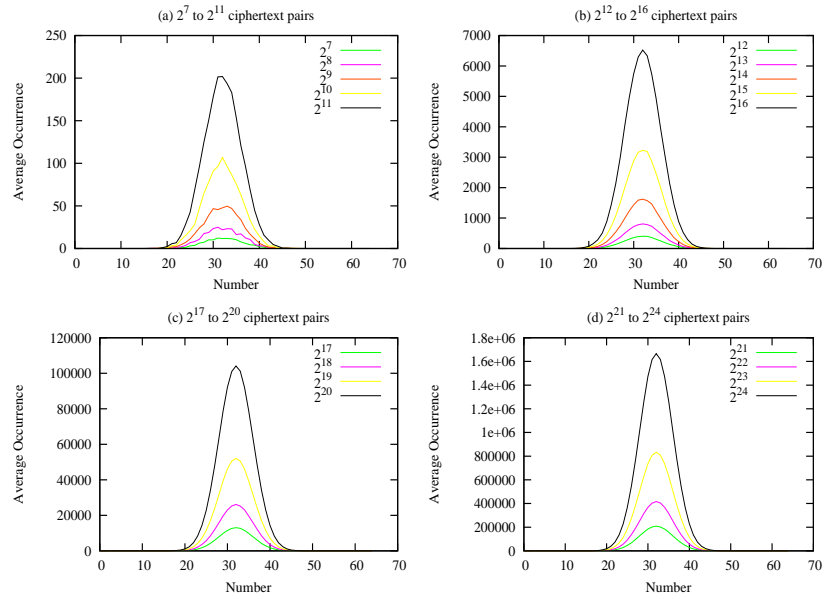 (a) 2^7 to 2^11 ciphertext pairs
250
200
150
100
50
0
0 10 20 30 40 50 60 70
Average Occurrence
Number
2^7
2^8
2^9
2^10
2^11
(b) 2^12 to 2^16 ciphertext pairs
7000
6000
5000
4000
3000
2000
1000
0
0 10 20 30 40 50 60 70
Average Occurrence
Number
2^12
2^13
2^14
2^15
2^16
(c) 2^17 to 2^20 ciphertext pairs
120000
100000
80000
60000
40000
20000
0
0 10 20 30 40 50 60 70
Average Occurrence
Number
2^17
2^18
2^19
2^20
(d) 2^21 to 2^24 ciphertext pairs
1.8e+06
1.6e+06
1.4e+06
1.2e+06
1e+06
800000
600000
400000
200000
0
0 10 20 30 40 50 60 70
Average Occurrence
Number
2^21
2^22
2^23
2^24